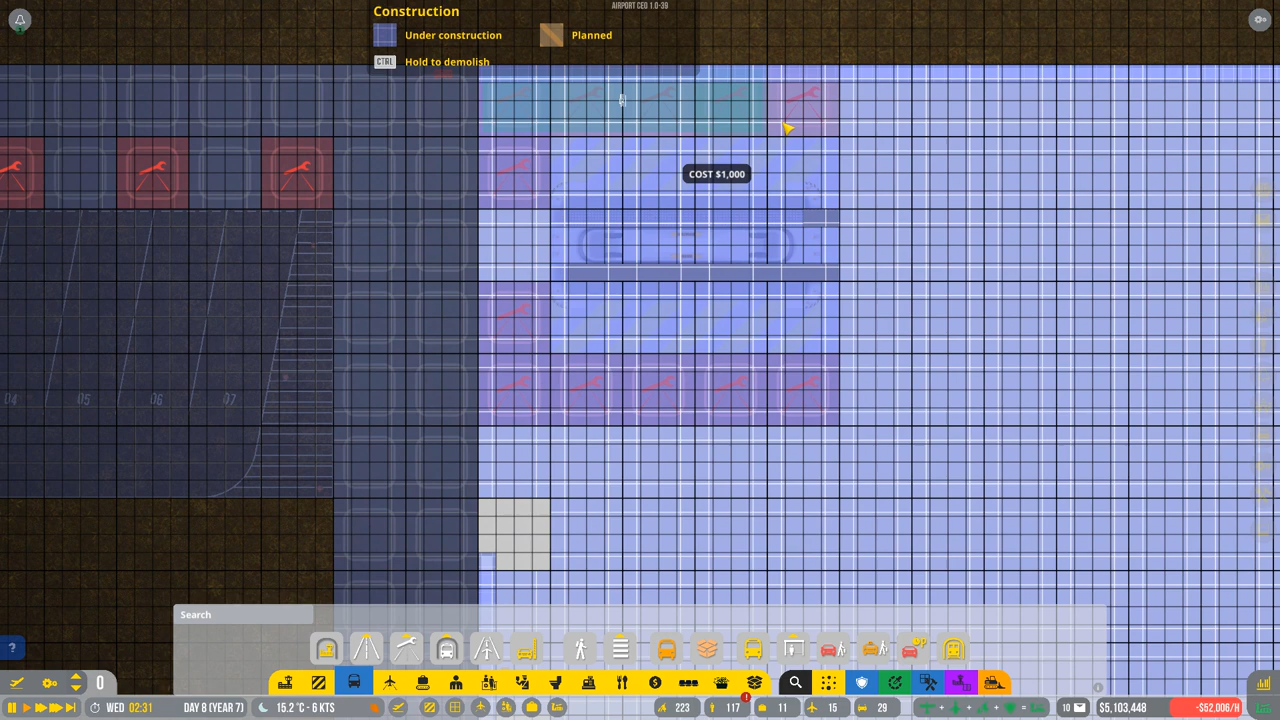 AIRPORT CEO 1.0-39
Construction
Under construction
Planned
CTRL Hold to demolish
COST $1,000
04 05 06 07
Search
?
0
WED 02:31
DAY 8 (YEAR 7)
15.2 °C - 6 KTS
223
117
!
11
15
29
10
$5,103,448
-$52,006/H